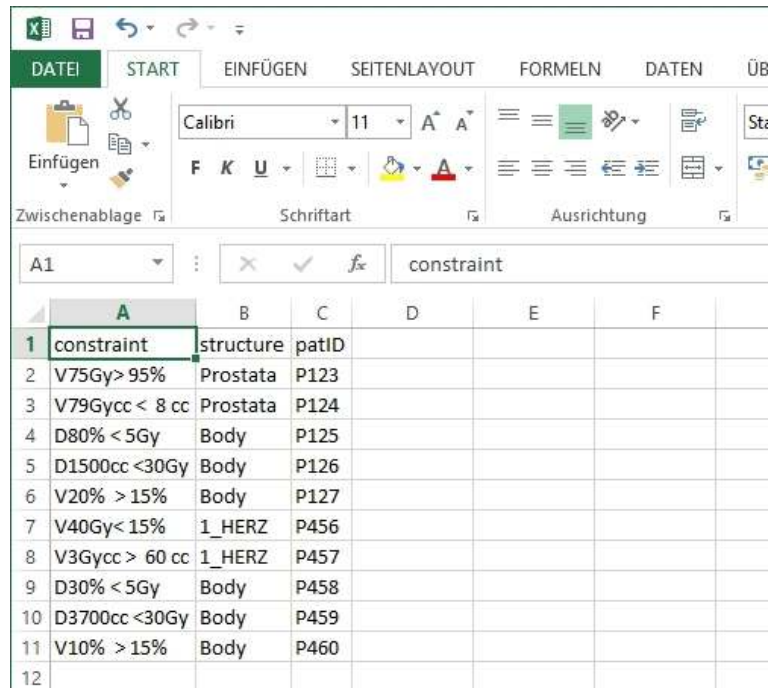 DATEI START EINFÜGEN SEITENLAYOUT FORMELN DATEN ÜB
Calibri 11 Sta
Einfügen F K U A
Zwischenablage Schriftart Ausrichtung
A1 fx constraint
A B C D E F
1 constraint structure patID
2 V75Gy> 95% Prostata P123
3 V79Gycc < 8 cc Prostata P124
4 D80% < 5Gy Body P125
5 D1500cc <30Gy Body P126
6 V20% > 15% Body P127
7 V40Gy< 15% 1_HERZ P456
8 V3Gycc > 60 cc 1_HERZ P457
9 D30% < 5Gy Body P458
10 D3700cc <30Gy Body P459
11 V10% > 15% Body P460
12